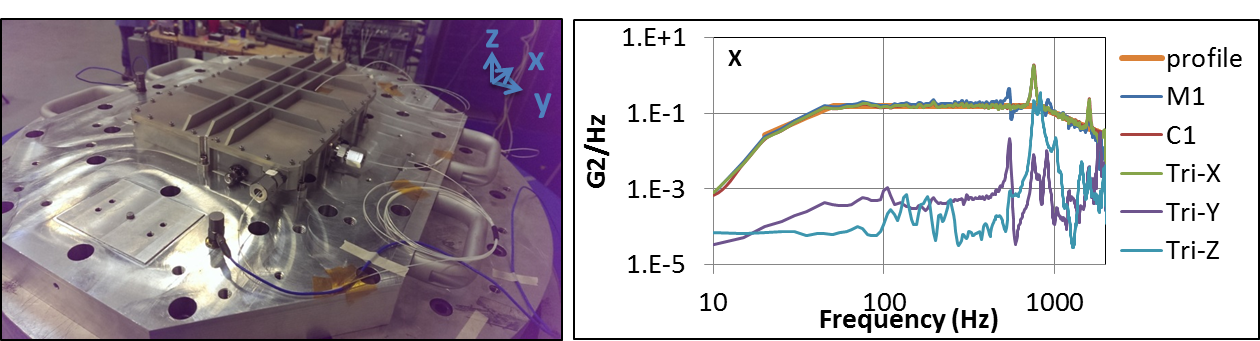 z
x
y
X
1.E+1
1.E-1
1.E-3
1.E-5
G2/Hz
10
100
1000
Frequency (Hz)
profile
M1
C1
Tri-X
Tri-Y
Tri-Z